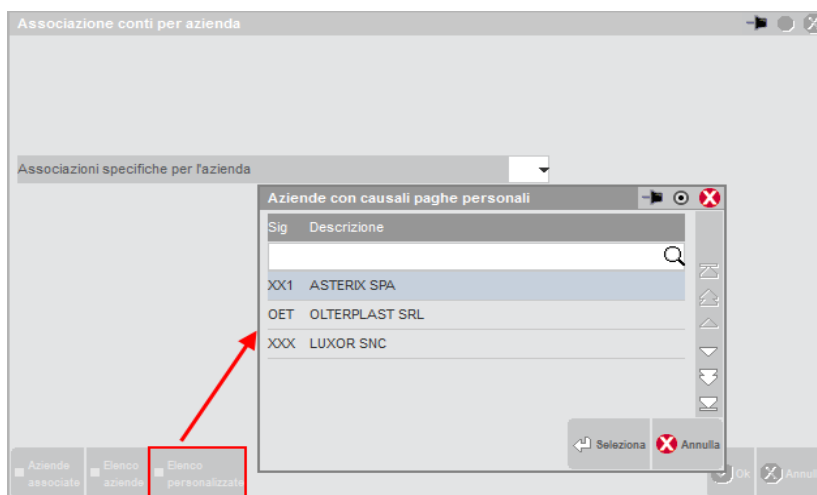 Associazione conti per azienda
Associazioni specifiche per l'azienda
Aziende con causali paghe personali
Sig Descrizione
XX1 ASTERIX SPA
OET OLTERPLAST SRL
XXX LUXOR SNC
Seleziona Annulla
Aziende associate
Elenco aziende
Elenco personalizzate
Ok